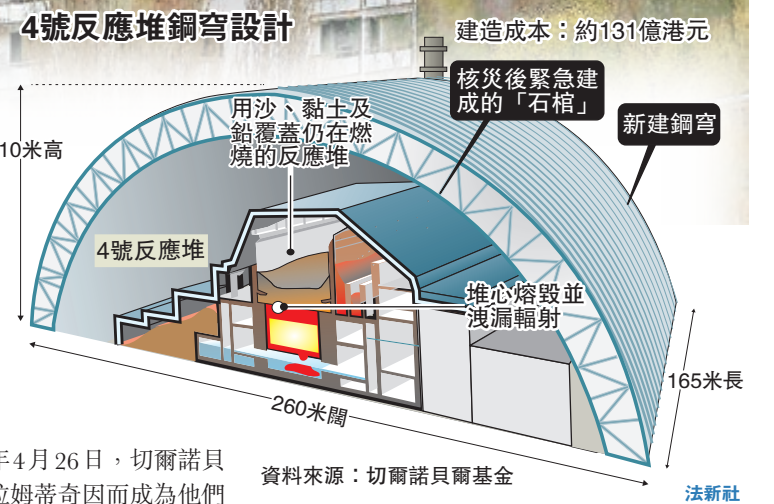 4號反應堆鋼穹設計
建造成本：約131億港元
核災後緊急建
成的「石棺」
新建鋼穹
用沙、黏土及
鉛覆蓋仍在燃
燒的反應堆
10米高
4號反應堆
堆心熔毀並
洩漏輻射
165米長
260米闊
年4月26日，切爾諾貝
拉姆蒂奇因而成為他們
資料來源：切爾諾貝爾基金
法新社